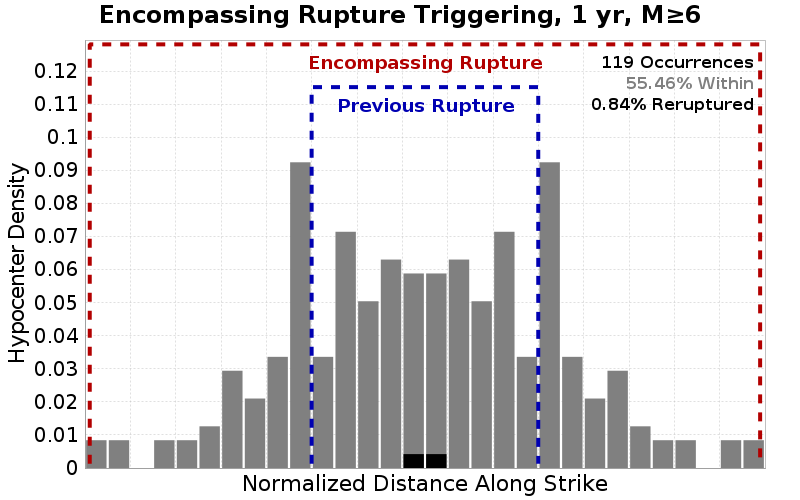 Encompassing Rupture Triggering, 1 yr, M≥6
Encompassing Rupture
Previous Rupture
119 Occurrences
55.46% Within
0.84% Reruptured
Hypocenter Density
0.12
0.11
0.1
0.09
0.08
0.07
0.06
0.05
0.04
0.03
0.02
0.01
0
Normalized Distance Along Strike